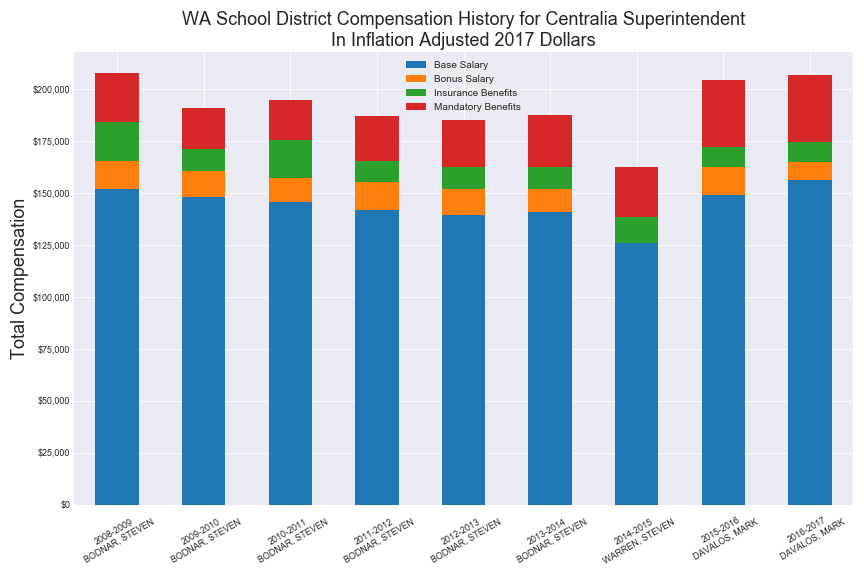 WA School District Compensation History for Centralia Superintendent
In Inflation Adjusted 2017 Dollars
Base Salary
Bonus Salary
Insurance Benefits
Mandatory Benefits
Total Compensation
$200,000
$175,000
$150,000
$125,000
$100,000
$75,000
$50,000
$25,000
$0
2008-2009
BODNAR, STEVEN
2009-2010
BODNAR, STEVEN
2010-2011
BODNAR, STEVEN
2011-2012
BODNAR, STEVEN
2012-2013
BODNAR, STEVEN
2013-2014
BODNAR, STEVEN
2014-2015
WARREN, STEVEN
2015-2016
DAVALOS, MARK
2016-2017
DAVALOS, MARK